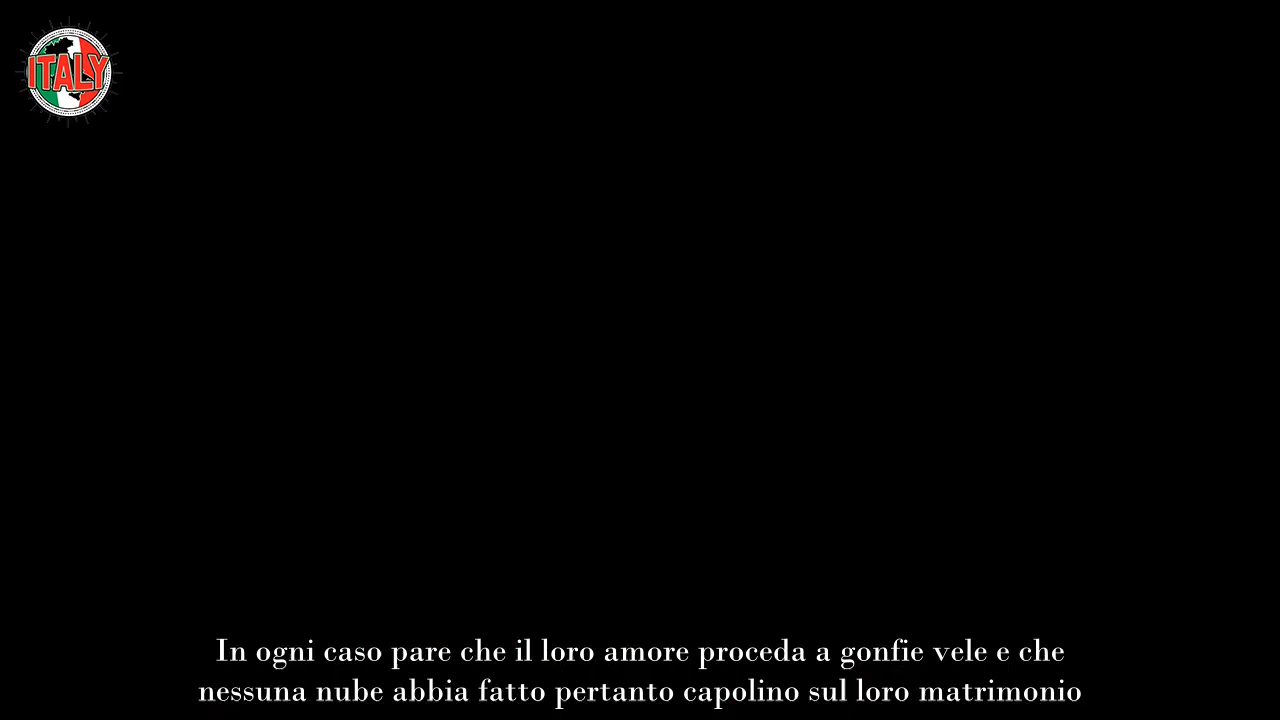 ITALY
In ogni caso pare che il loro amore proceda a gonfie vele e che
nessuna nube abbia fatto pertanto capolino sul loro matrimonio